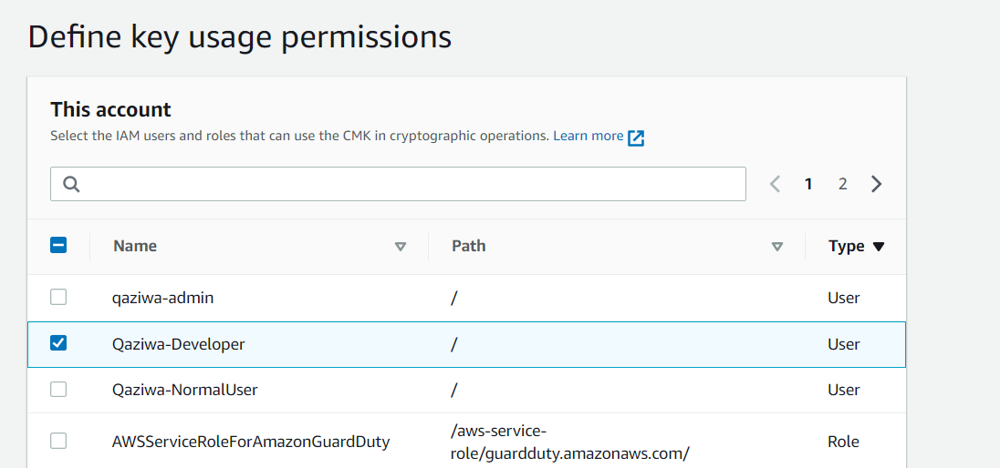 Define key usage permissions
This account
Select the IAM users and roles that can use the CMK in cryptographic operations. Learn more
1 2
Name Path Type
qaziwa-admin / User
Qaziwa-Developer / User
Qaziwa-NormalUser / User
/aws-service-
AWSServiceRoleForAmazonGuardDuty Role
role/guardduty.amazonaws.com/